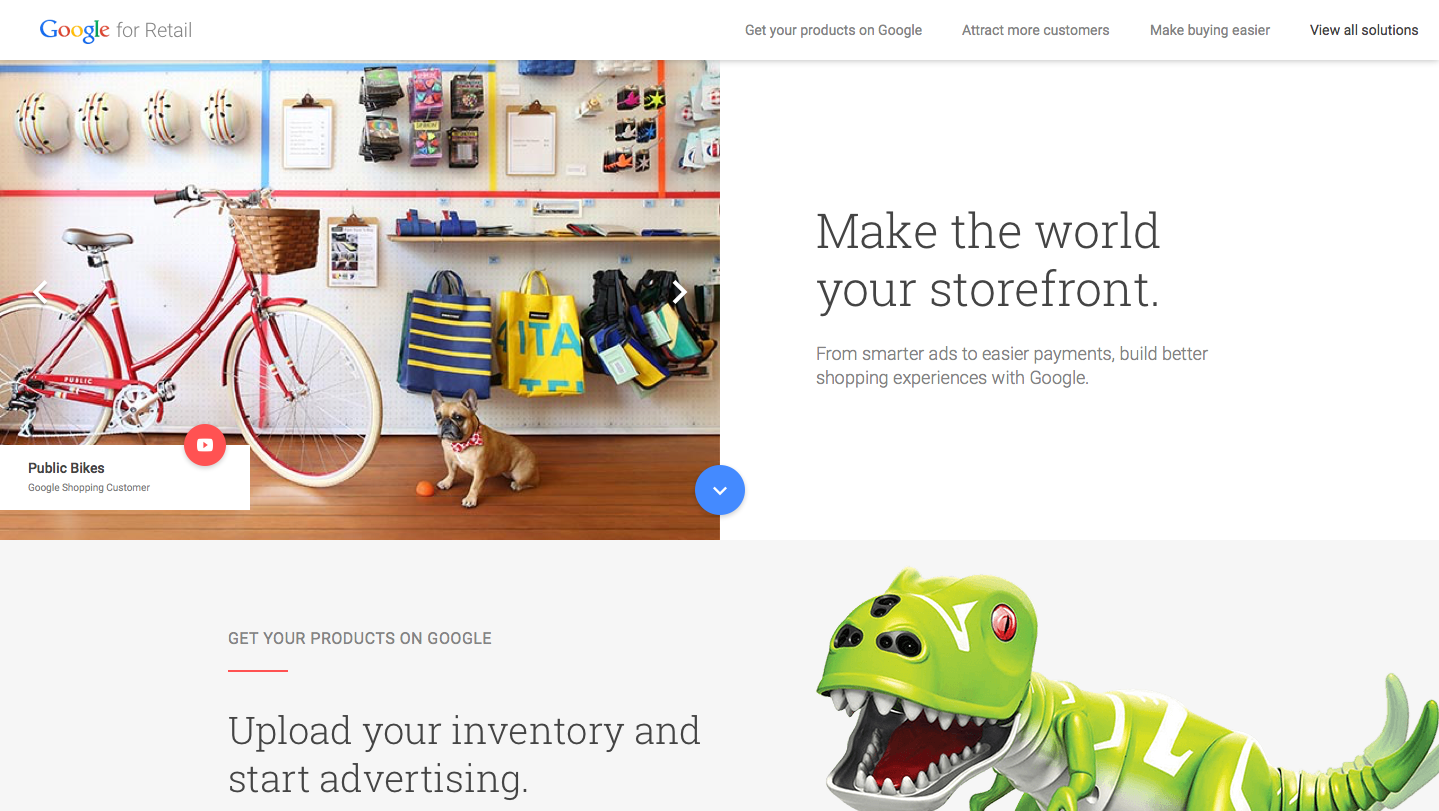 Google for Retail
Get your products on Google
Attract more customers
Make buying easier
View all solutions
PUBLIC
Public Bikes
Google Shopping Customer
Make the world
your storefront.
From smarter ads to easier payments, build better
shopping experiences with Google.
GET YOUR PRODUCTS ON GOOGLE
Upload your inventory and
start advertising.